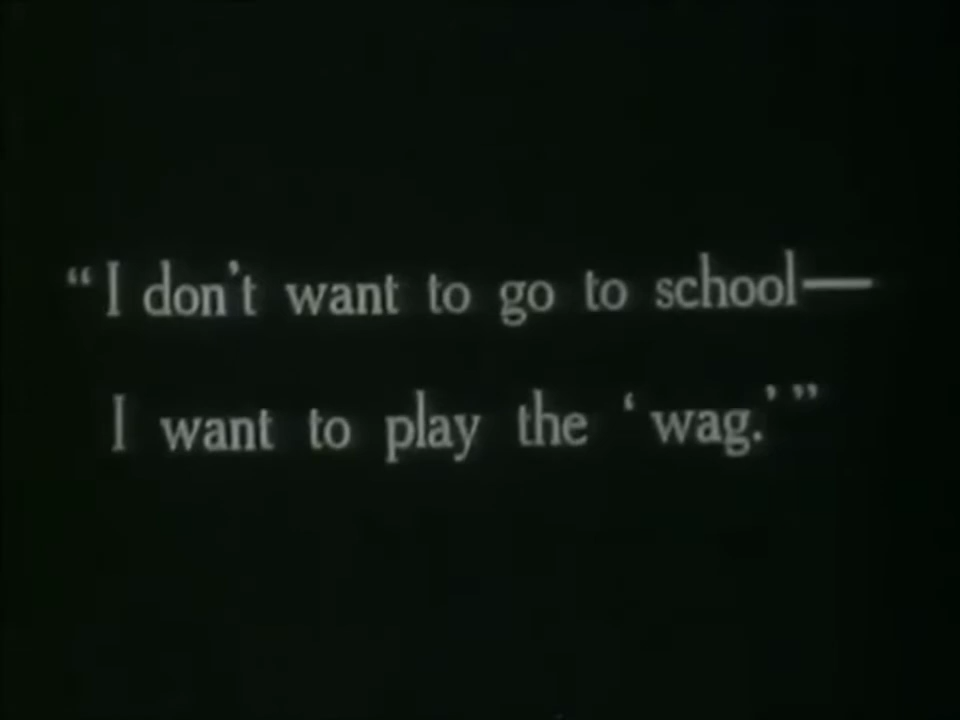 “I don’t want to go to school—
I want to play the ‘wag.’”